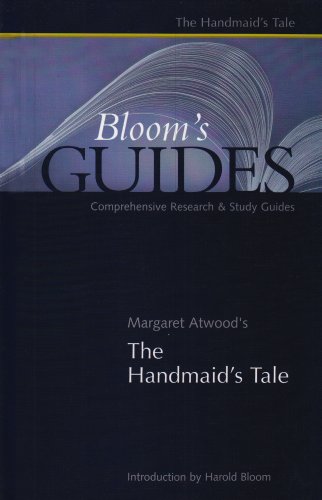 The Handmaid's Tale
Bloom's
GUIDES
Comprehensive Research & Study Guides
Margaret Atwood's
The
Handmaid's Tale
Introduction by Harold Bloom